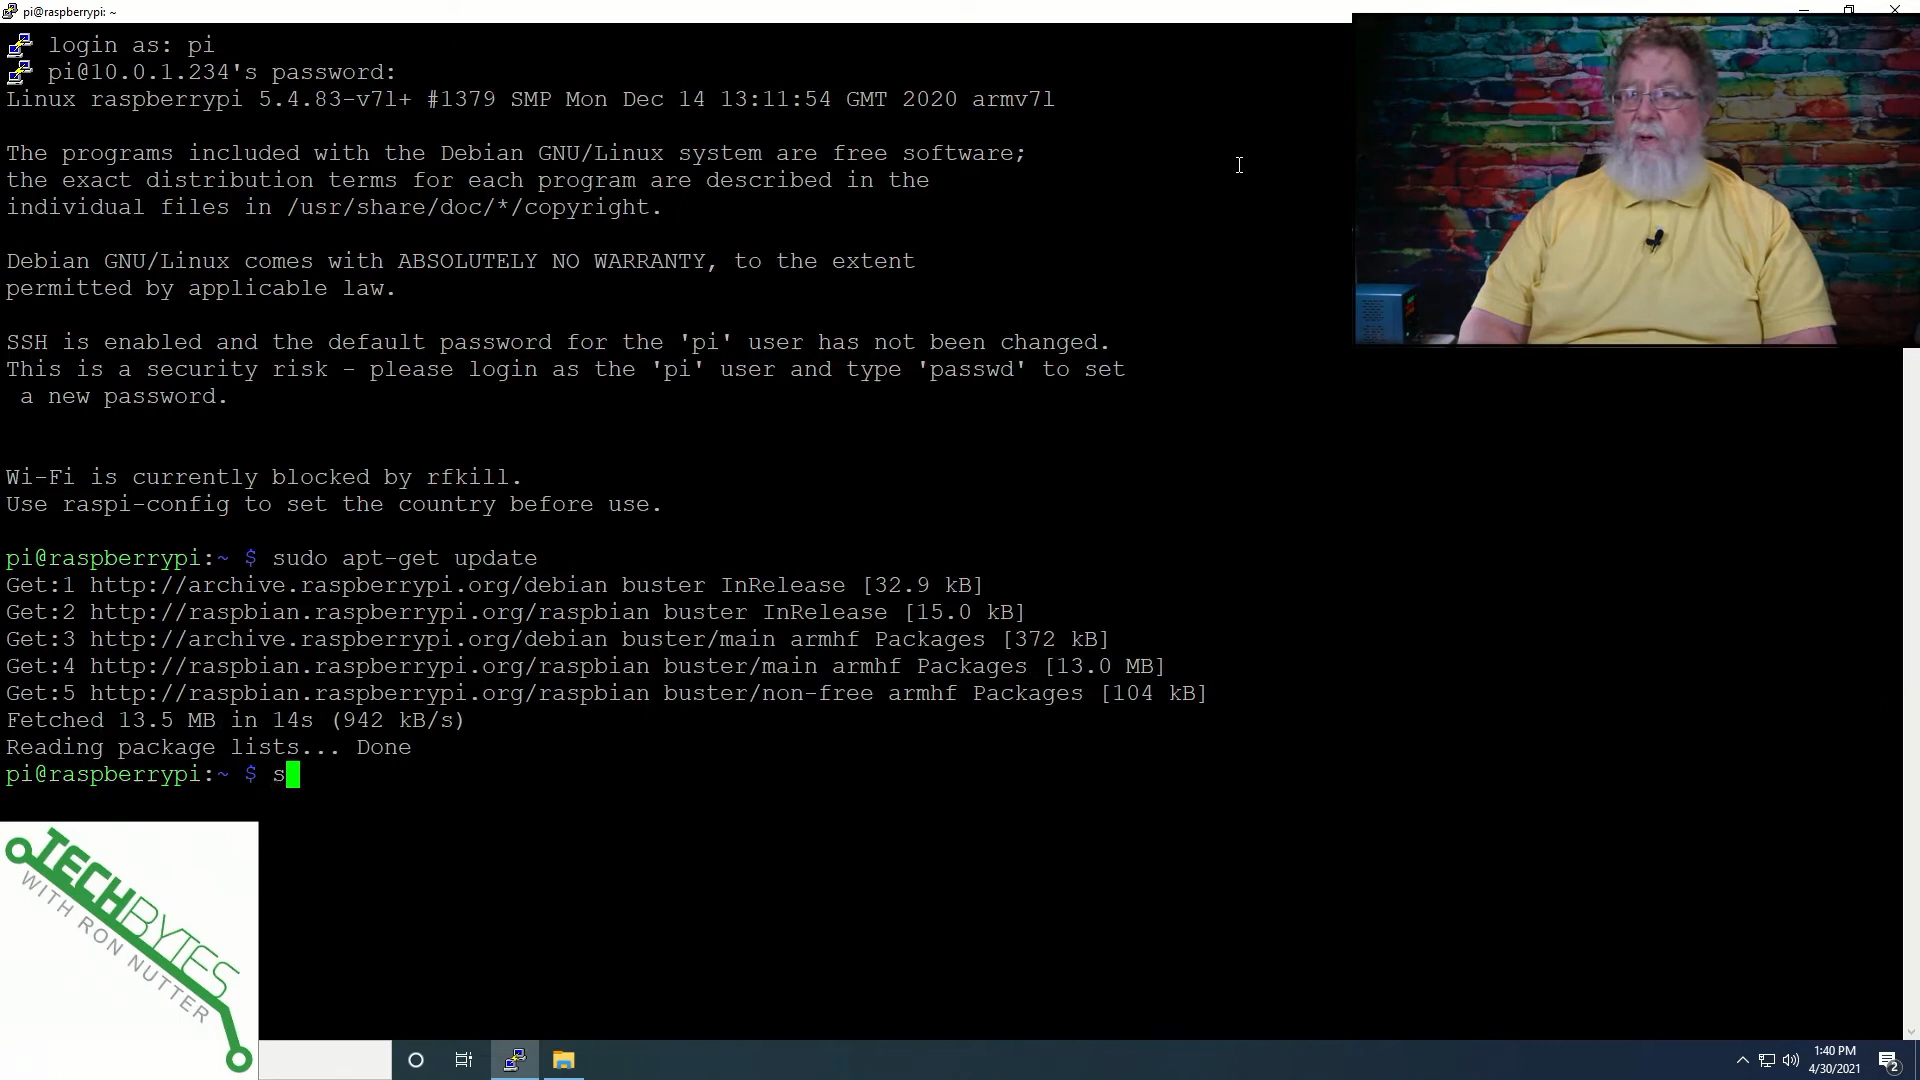 pi@raspberrypi: ~
login as: pi
pi@10.0.1.234's password:
Linux raspberrypi 5.4.83-v7l+ #1379 SMP Mon Dec 14 13:11:54 GMT 2020 armv7l
The programs included with the Debian GNU/Linux system are free software;
the exact distribution terms for each program are described in the
individual files in /usr/share/doc/*/copyright.
Debian GNU/Linux comes with ABSOLUTELY NO WARRANTY, to the extent
permitted by applicable law.
SSH is enabled and the default password for the 'pi' user has not been changed.
This is a security risk - please login as the 'pi' user and type 'passwd' to set
a new password.
Wi-Fi is currently blocked by rfkill.
Use raspi-config to set the country before use.
pi@raspberrypi:~ $ sudo apt-get update
Get:1 http://archive.raspberrypi.org/debian buster InRelease [32.9 kB]
Get:2 http://raspbian.raspberrypi.org/raspbian buster InRelease [15.0 kB]
Get:3 http://archive.raspberrypi.org/debian buster/main armhf Packages [372 kB]
Get:4 http://raspbian.raspberrypi.org/raspbian buster/main armhf Packages [13.0 MB]
Get:5 http://raspbian.raspberrypi.org/raspbian buster/non-free armhf Packages [104 kB]
Fetched 13.5 MB in 14s (942 kB/s)
Reading package lists... Done
pi@raspberrypi:~ $ s
TECHBYTES
WITH RON NUTTER
1:40 PM
4/30/2021
2